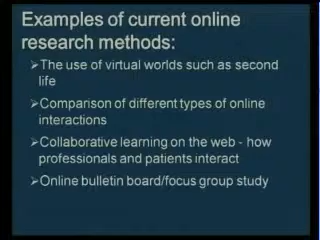 Examples of current online
research methods:
➢The use of virtual worlds such as second
life
➢Comparison of different types of online
interactions
➢Collaborative learning on the web - how
professionals and patients interact
➢Online bulletin board/focus group study